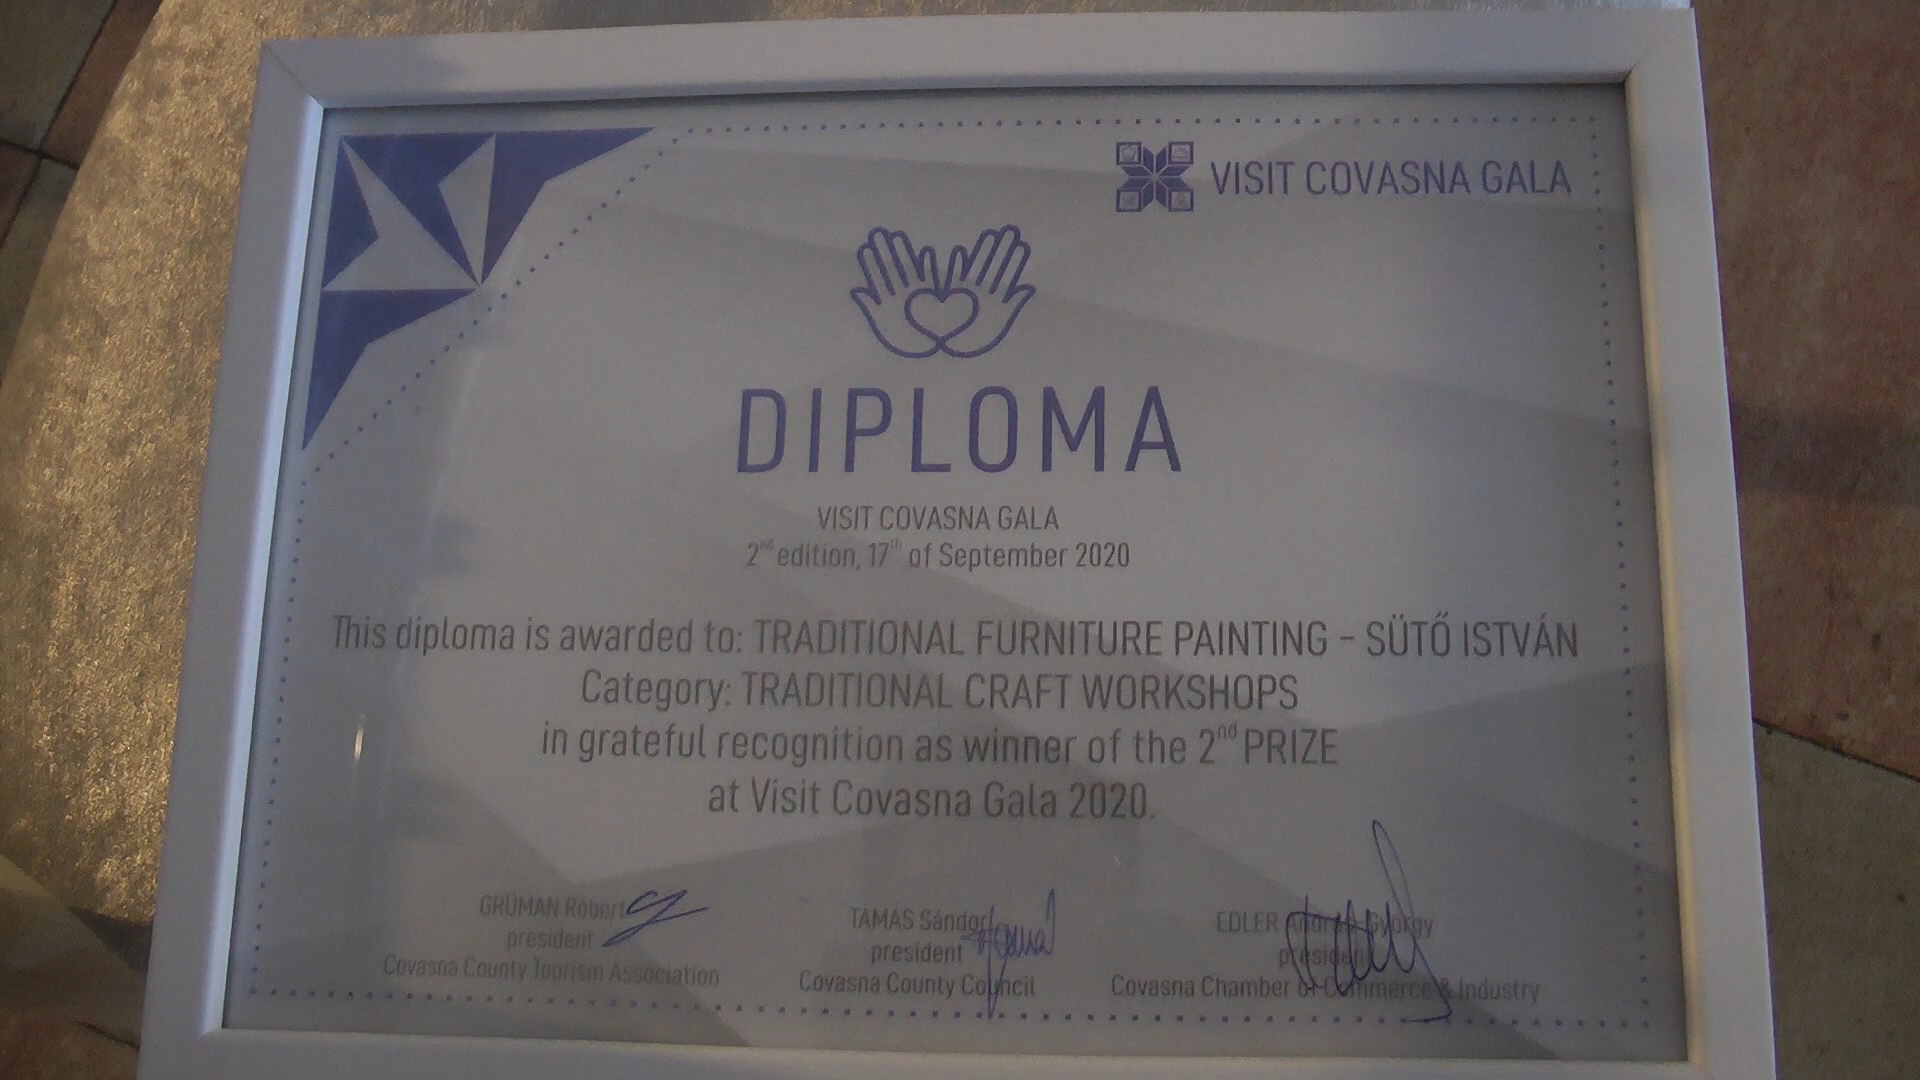 VISIT COVASNA GALA
DIPLOMA
VISIT COVASNA GALA
2nd edition, 17th of September 2020
This diploma is awarded to: TRADITIONAL FURNITURE PAINTING - SÜTŐ ISTVÁN
Category: TRADITIONAL CRAFT WORKSHOPS
in grateful recognition as winner of the 2nd PRIZE
at Visit Covasna Gala 2020.
GRÜMAN Róbert
president
Covasna County Tourism Association
TAMÁS Sándor
president
Covasna County Council
EDLER András-György
president
Covasna Chamber of Commerce & Industry